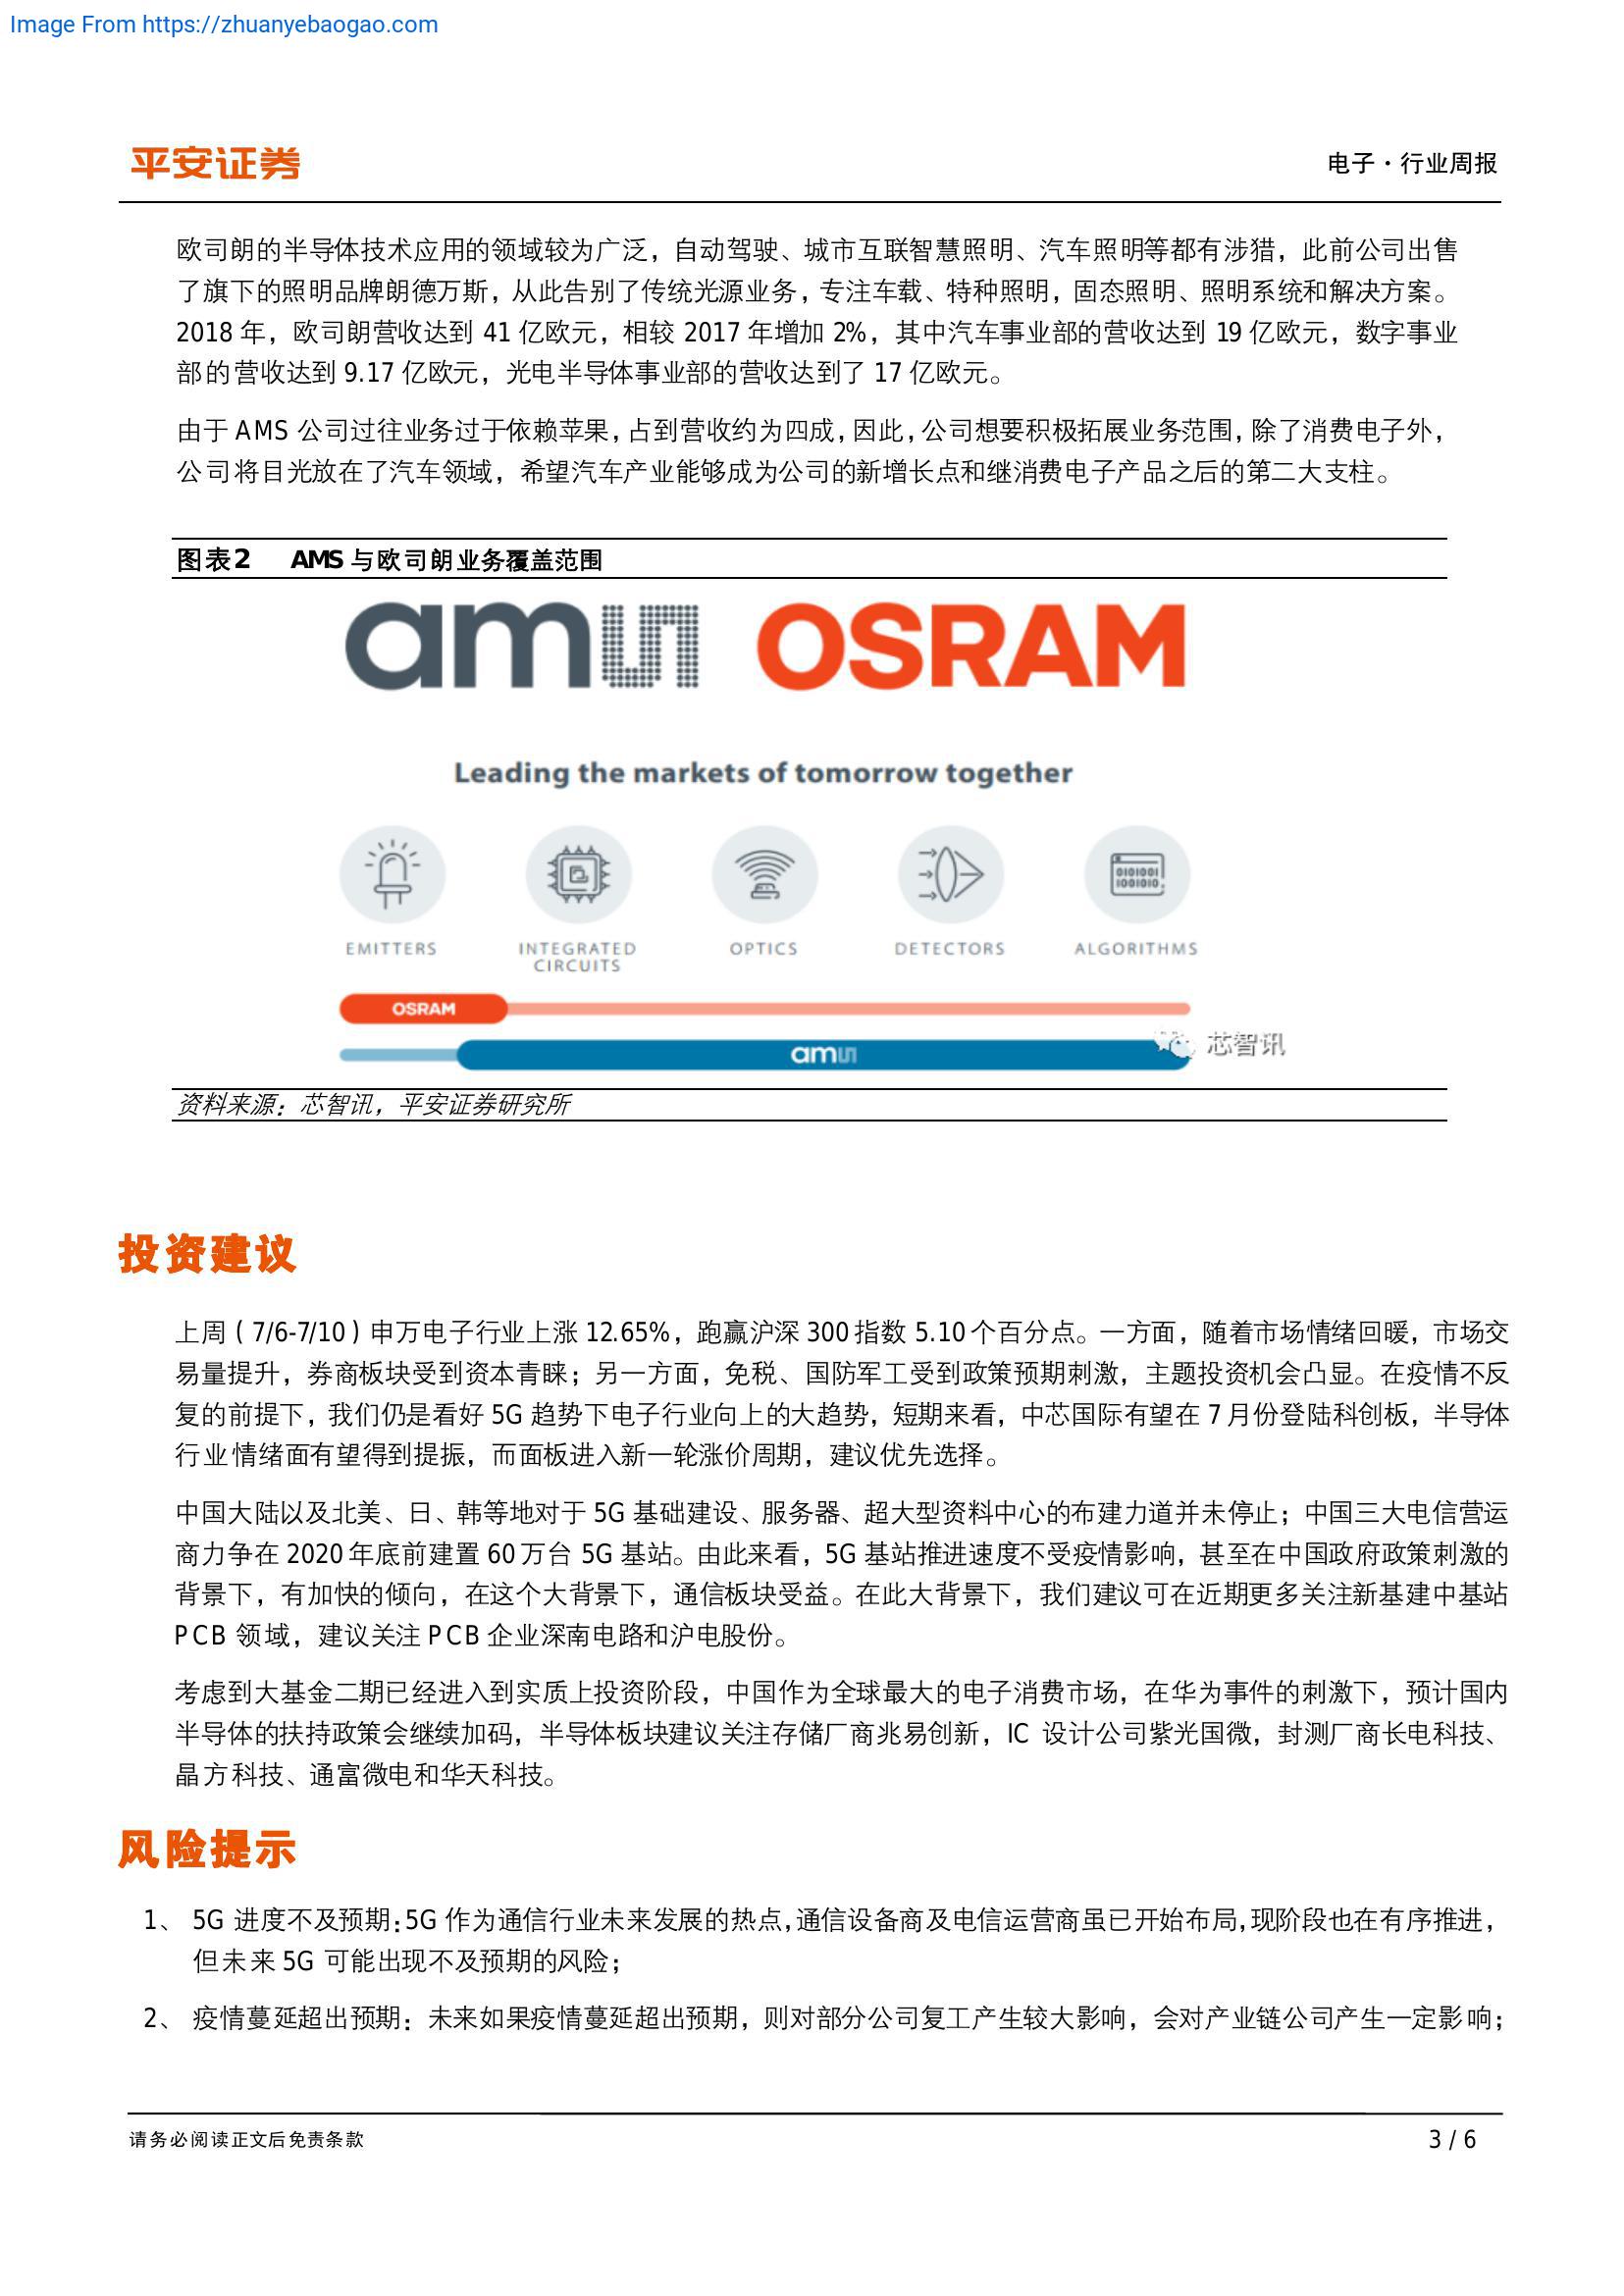 Image From https://zhuanyebaogao.com
平安证券
电子·行业周报
欧司朗的半导体技术应用的领域较为广泛，自动驾驶、城市互联智慧照明、汽车照明等都有涉猎，此前公司出售
了旗下的照明品牌朗德万斯，从此告别了传统光源业务，专注车载、特种照明，固态照明、照明系统和解决方案。
2018 年，欧司朗营收达到 41 亿欧元，相较 2017 年增加 2%，其中汽车事业部的营收达到 19 亿欧元，数字事业
部的营收达到 9.17 亿欧元，光电半导体事业部的营收达到了 17 亿欧元。
由于 AMS 公司过往业务过于依赖苹果，占到营收约为四成，因此，公司想要积极拓展业务范围，除了消费电子外，
公司将目光放在了汽车领域，希望汽车产业能够成为公司的新增长点和继消费电子产品之后的第二大支柱。
图表2 AMS 与欧司朗业务覆盖范围
amu OSRAM
Leading the markets of tomorrow together
EMITTERS INTEGRATED CIRCUITS OPTICS DETECTORS ALGORITHMS
0101001
1001010
OSRAM
amu
芯智讯
资料来源：芯智讯，平安证券研究所
投资建议
上周（7/6-7/10）申万电子行业上涨 12.65%，跑赢沪深 300 指数 5.10 个百分点。一方面，随着市场情绪回暖，市场交
易量提升，券商板块受到资本青睐；另一方面，免税、国防军工受到政策预期刺激，主题投资机会凸显。在疫情不反
复的前提下，我们仍是看好 5G 趋势下电子行业向上的大趋势，短期来看，中芯国际有望在 7 月份登陆科创板，半导体
行业情绪面有望得到提振，而面板进入新一轮涨价周期，建议优先选择。
中国大陆以及北美、日、韩等地对于 5G 基础建设、服务器、超大型资料中心的布建力道并未停止；中国三大电信营运
商力争在 2020 年底前建置 60 万台 5G 基站。由此来看，5G 基站推进速度不受疫情影响，甚至在中国政府政策刺激的
背景下，有加快的倾向，在这个大背景下，通信板块受益。在此大背景下，我们建议可在近期更多关注新基建中基站
PCB 领域，建议关注 PCB 企业深南电路和沪电股份。
考虑到大基金二期已经进入到实质上投资阶段，中国作为全球最大的电子消费市场，在华为事件的刺激下，预计国内
半导体的扶持政策会继续加码，半导体板块建议关注存储厂商兆易创新，IC 设计公司紫光国微，封测厂商长电科技、
晶方科技、通富微电和华天科技。
风险提示
1、 5G 进度不及预期：5G 作为通信行业未来发展的热点，通信设备商及电信运营商虽已开始布局，现阶段也在有序推进，
但未来 5G 可能出现不及预期的风险；
2、 疫情蔓延超出预期：未来如果疫情蔓延超出预期，则对部分公司复工产生较大影响，会对产业链公司产生一定影响；
请务必阅读正文后免责条款
3 / 6